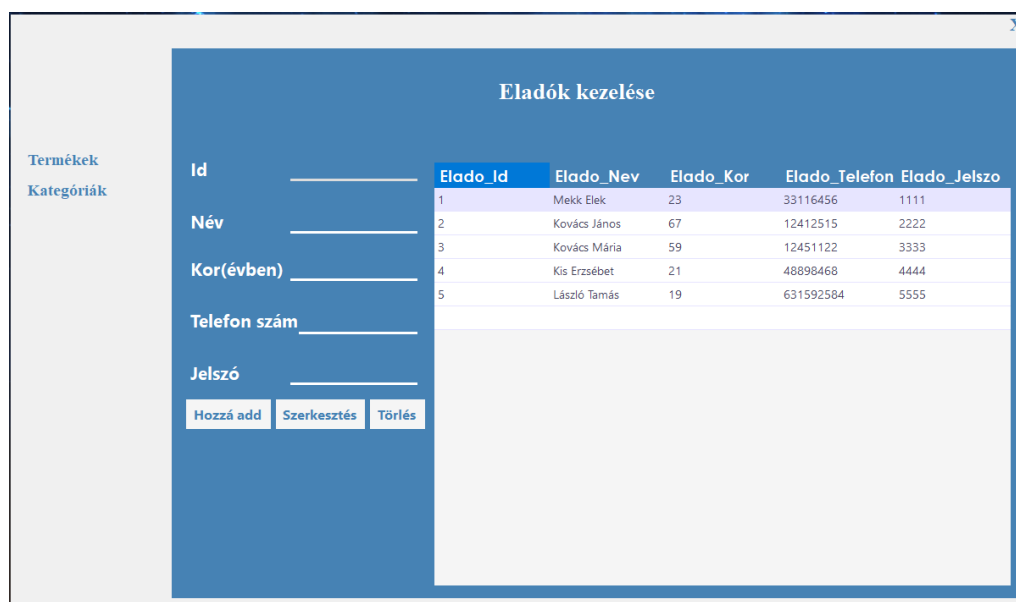 X
Eladók kezelése
Termékek
Kategóriák
Id
Név
Kor(évben)
Telefon szám
Jelszó
Hozzá add Szerkesztés Törlés
Elado_Id Elado_Nev Elado_Kor Elado_Telefon Elado_Jelszo
1 Mekk Elek 23 33116456 1111
2 Kovács János 67 12412515 2222
3 Kovács Mária 59 12451122 3333
4 Kis Erzsébet 21 48898468 4444
5 László Tamás 19 631592584 5555